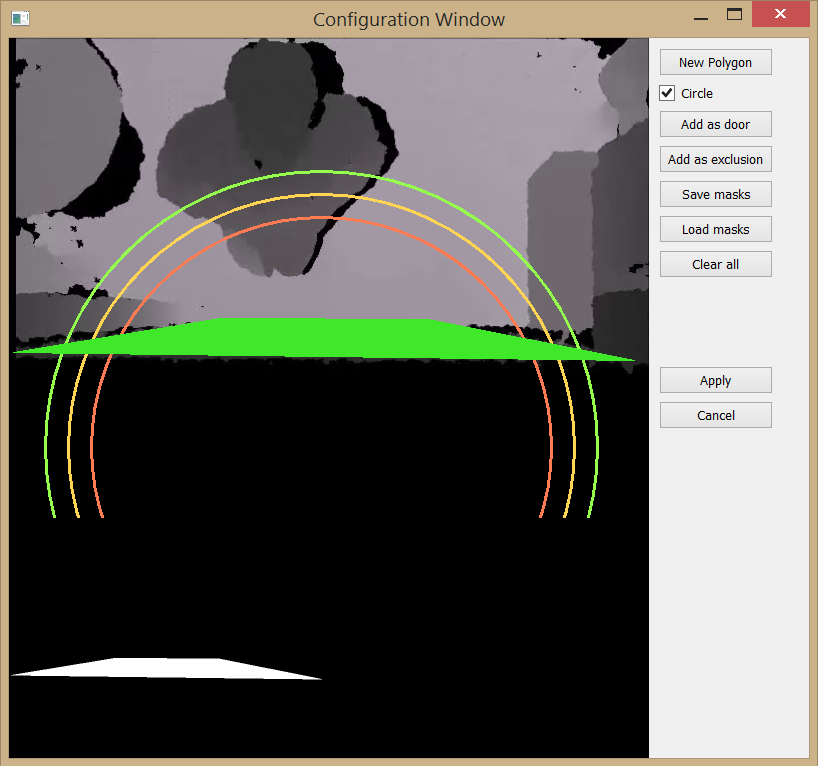 Configuration Window
New Polygon
Circle
Add as door
Add as exclusion
Save masks
Load masks
Clear all
Apply
Cancel